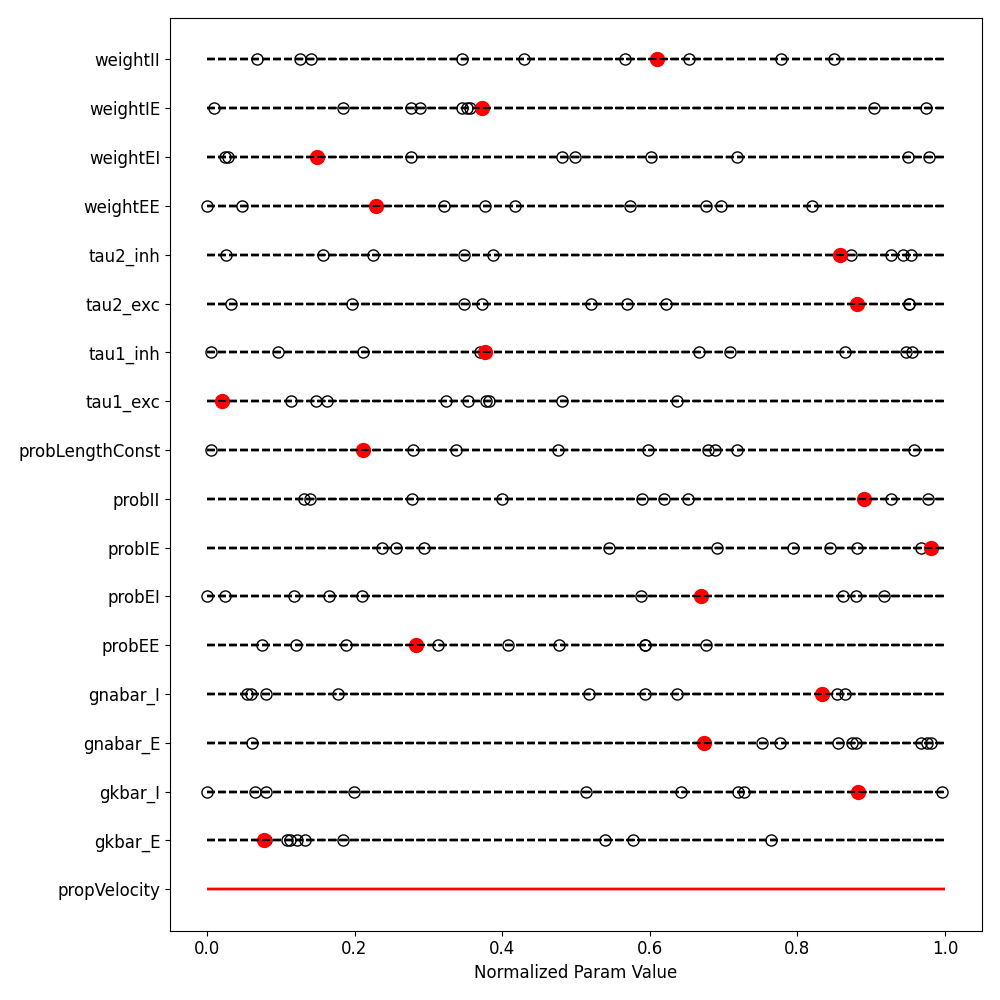 weightII
weightIE
weightEI
weightEE
tau2_inh
tau2_exc
tau1_inh
tau1_exc
probLengthConst
probII
probIE
probEI
probEE
gnabar_I
gnabar_E
gkbar_I
gkbar_E
propVelocity
0.0 0.2 0.4 0.6 0.8 1.0
Normalized Param Value